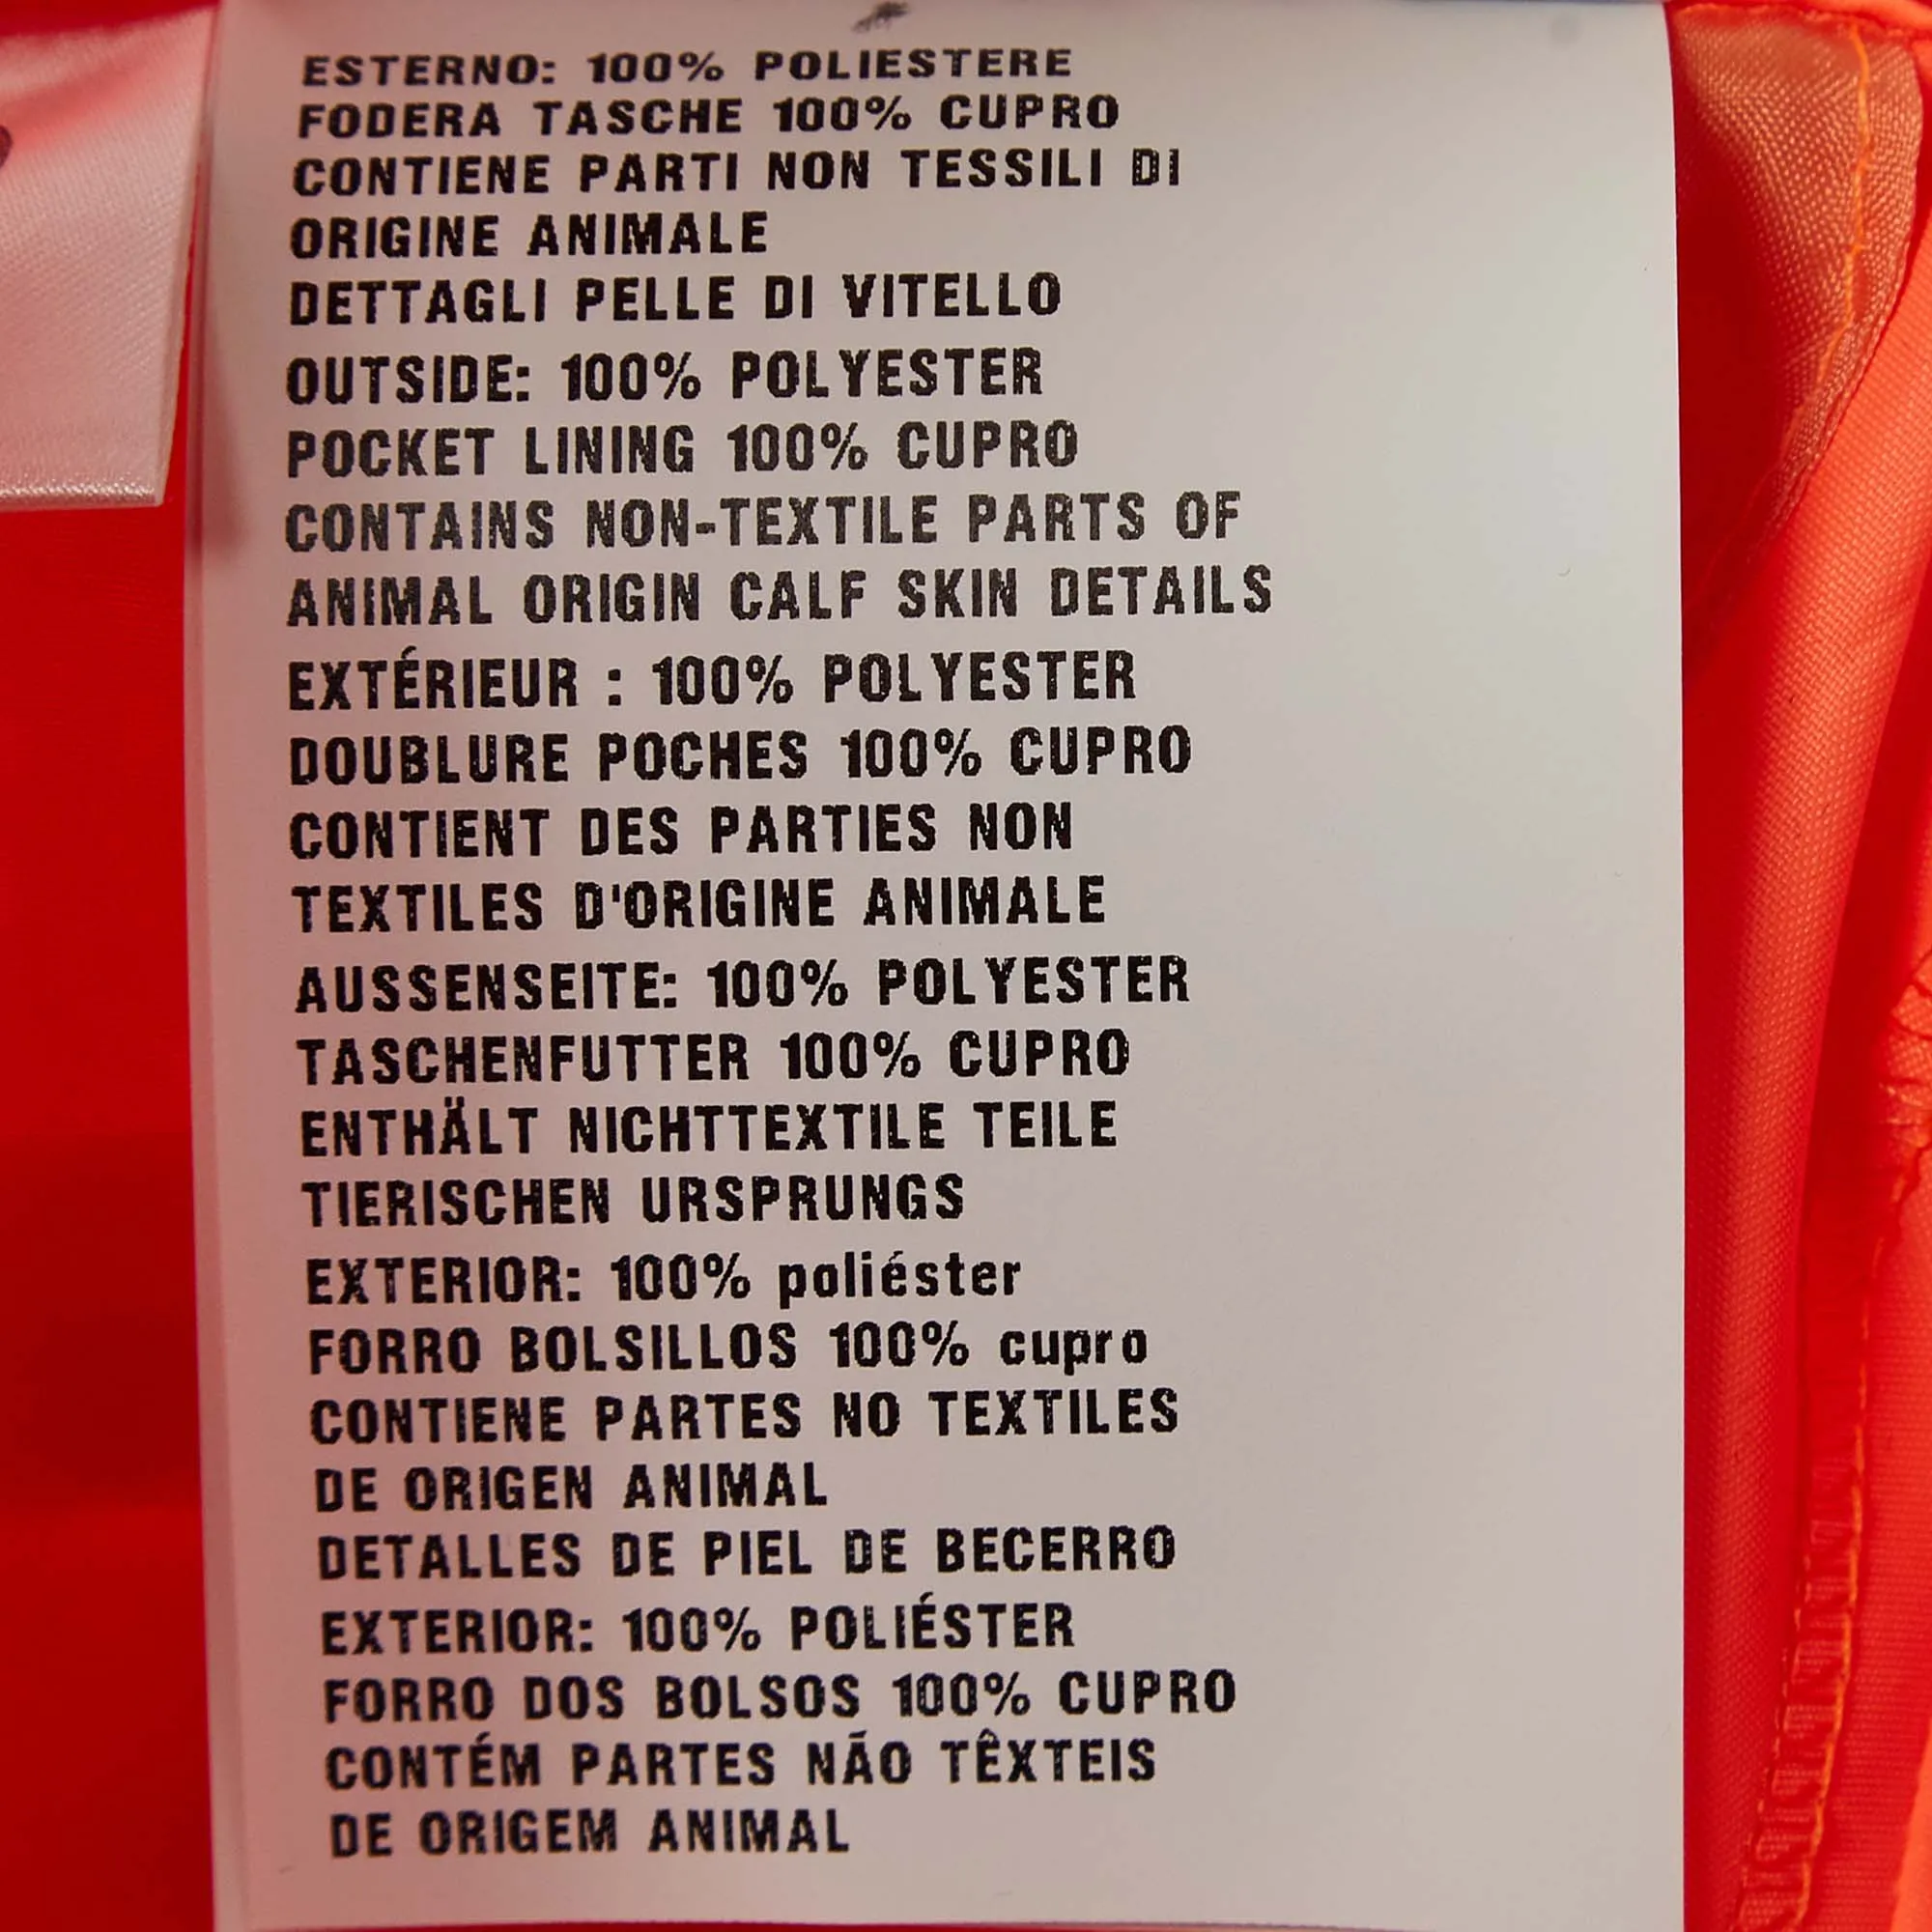 ESTERNO: 100% POLIESTERE
FODERA TASCHE 100% CUPRO
CONTIENE PARTI NON TESSILI DI
ORIGINE ANIMALE
DETTAGLI PELLE DI VITELLO
OUTSIDE: 100% POLYESTER
POCKET LINING 100% CUPRO
CONTAINS NON-TEXTILE PARTS OF
ANIMAL ORIGIN CALF SKIN DETAILS
EXTÉRIEUR : 100% POLYESTER
DOUBLURE POCHES 100% CUPRO
CONTIENT DES PARTIES NON
TEXTILES D'ORIGINE ANIMALE
AUSSENSEITE: 100% POLYESTER
TASCHENFUTTER 100% CUPRO
ENTHÄLT NICHTTEXTILE TEILE
TIERISCHEN URSPRUNGS
EXTERIOR: 100% poliéster
FORRO BOLSILLOS 100% cupro
CONTIENE PARTES NO TEXTILES
DE ORIGEN ANIMAL
DETALLES DE PIEL DE BECERRO
EXTERIOR: 100% POLIÉSTER
FORRO DOS BOLSOS 100% CUPRO
CONTÉM PARTES NÃO TÊXTEIS
DE ORIGEM ANIMAL